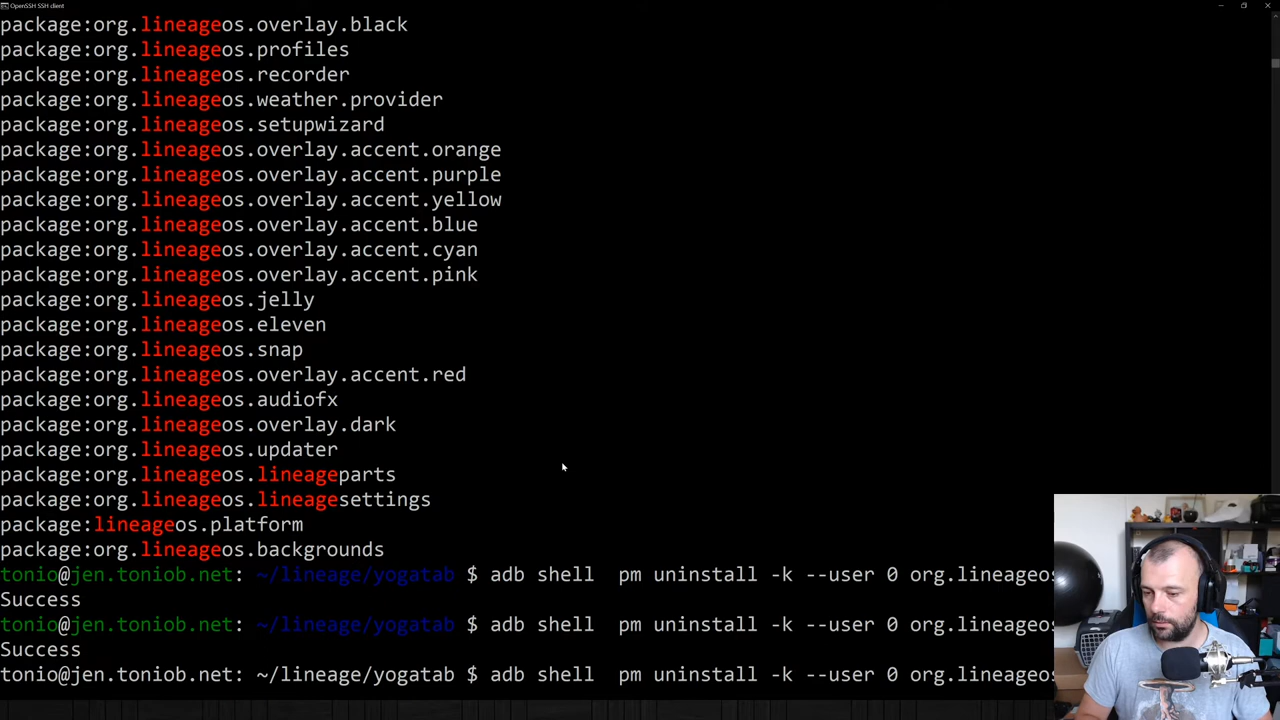 OpenSSH SSH client
package:org.lineageos.overlay.black
package:org.lineageos.profiles
package:org.lineageos.recorder
package:org.lineageos.weather.provider
package:org.lineageos.setupwizard
package:org.lineageos.overlay.accent.orange
package:org.lineageos.overlay.accent.purple
package:org.lineageos.overlay.accent.yellow
package:org.lineageos.overlay.accent.blue
package:org.lineageos.overlay.accent.cyan
package:org.lineageos.overlay.accent.pink
package:org.lineageos.jelly
package:org.lineageos.eleven
package:org.lineageos.snap
package:org.lineageos.overlay.accent.red
package:org.lineageos.audiofx
package:org.lineageos.overlay.dark
package:org.lineageos.updater
package:org.lineageos.lineageparts
package:org.lineageos.lineagesettings
package:lineageos.platform
package:org.lineageos.backgrounds
tonio@jen.toniob.net: ~/lineage/yogatab $ adb shell  pm uninstall -k --user 0 org.lineageos
Success
tonio@jen.toniob.net: ~/lineage/yogatab $ adb shell  pm uninstall -k --user 0 org.lineageos
Success
tonio@jen.toniob.net: ~/lineage/yogatab $ adb shell  pm uninstall -k --user 0 org.lineageos